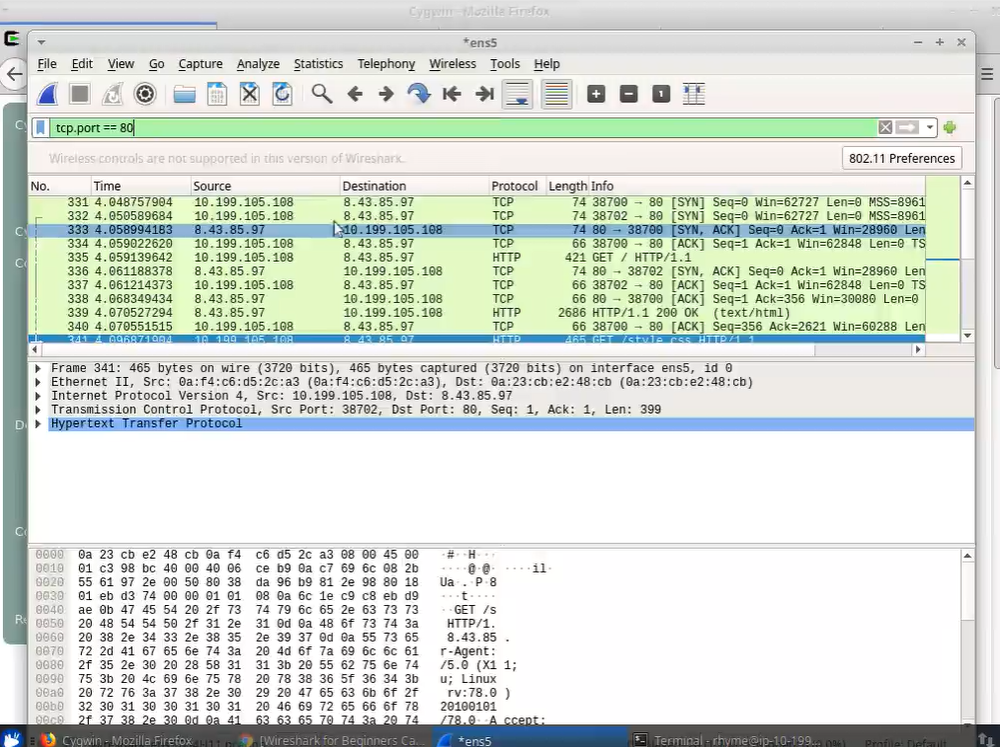 Cygwin - Mozilla Firefox
*ens5
File Edit View Go Capture Analyze Statistics Telephony Wireless Tools Help
tcp.port == 80
Wireless controls are not supported in this version of Wireshark.
802.11 Preferences
No. Time Source Destination Protocol Length Info
331 4.048757904 10.199.105.108 8.43.85.97 TCP 74 38700 → 80 [SYN] Seq=0 Win=62727 Len=0 MSS=8961
332 4.050589684 10.199.105.108 8.43.85.97 TCP 74 38702 → 80 [SYN] Seq=0 Win=62727 Len=0 MSS=8961
333 4.058994183 8.43.85.97 10.199.105.108 TCP 74 80 → 38700 [SYN, ACK] Seq=0 Ack=1 Win=28960 Len
334 4.059022620 10.199.105.108 8.43.85.97 TCP 66 38700 → 80 [ACK] Seq=1 Ack=1 Win=62848 Len=0 TS
335 4.059139642 10.199.105.108 8.43.85.97 HTTP 421 GET / HTTP/1.1
336 4.061188378 8.43.85.97 10.199.105.108 TCP 74 80 → 38702 [SYN, ACK] Seq=0 Ack=1 Win=28960 Len
337 4.061214373 10.199.105.108 8.43.85.97 TCP 66 38702 → 80 [ACK] Seq=1 Ack=1 Win=62848 Len=0 TS
338 4.068349434 8.43.85.97 10.199.105.108 TCP 66 80 → 38700 [ACK] Seq=1 Ack=356 Win=30080 Len=0
339 4.070527294 8.43.85.97 10.199.105.108 HTTP 2686 HTTP/1.1 200 OK (text/html)
340 4.070551515 10.199.105.108 8.43.85.97 TCP 66 38700 → 80 [ACK] Seq=356 Ack=2621 Win=60288 Len
341 4.096871904 10.199.105.108 8.43.85.97 HTTP 465 GET /style.css HTTP/1.1
Frame 341: 465 bytes on wire (3720 bits), 465 bytes captured (3720 bits) on interface ens5, id 0
Ethernet II, Src: 0a:f4:c6:d5:2c:a3 (0a:f4:c6:d5:2c:a3), Dst: 0a:23:cb:e2:48:cb (0a:23:cb:e2:48:cb)
Internet Protocol Version 4, Src: 10.199.105.108, Dst: 8.43.85.97
Transmission Control Protocol, Src Port: 38702, Dst Port: 80, Seq: 1, Ack: 1, Len: 399
Hypertext Transfer Protocol
0000 0a 23 cb e2 48 cb 0a f4 c6 d5 2c a3 08 00 45 00 ·#··H···
0010 01 c3 98 bc 40 00 40 06 ce b9 0a c7 69 6c 08 2b ····@·@· ····il·
0020 55 61 97 2e 00 50 80 38 da 96 b9 81 2e 98 80 18 Ua·.·P·8
0030 01 eb d3 74 00 00 01 01 08 0a 6c 1e c9 c8 eb d9 ···t····
0040 ae 0b 47 45 54 20 2f 73 74 79 6c 65 2e 63 73 73 ··GET /s
0050 20 48 54 54 50 2f 31 2e 31 0d 0a 48 6f 73 74 3a HTTP/1.
0060 20 38 2e 34 33 2e 38 35 2e 39 37 0d 0a 55 73 65 8.43.85 .
0070 72 2d 41 67 65 6e 74 3a 20 4d 6f 7a 69 6c 6c 61 r-Agent:
0080 2f 35 2e 30 20 28 58 31 31 3b 20 55 62 75 6e 74 /5.0 (X1 1;
0090 75 3b 20 4c 69 6e 75 78 20 78 38 36 5f 36 34 3b u; Linux
00a0 20 72 76 3a 37 38 2e 30 29 20 47 65 63 6b 6f 2f rv:78.0 )
00b0 32 30 31 30 30 31 30 31 20 46 69 72 65 66 6f 78 20100101
00c0 2f 37 38 2e 30 0d 0a 41 63 63 65 70 74 3a 20 74 /78.0··A ccept:
Cygwin - Mozilla Firefox [Wireshark for Beginners Ca... *ens5 Terminal - rhyme@ip-10-199...
Profile: Default